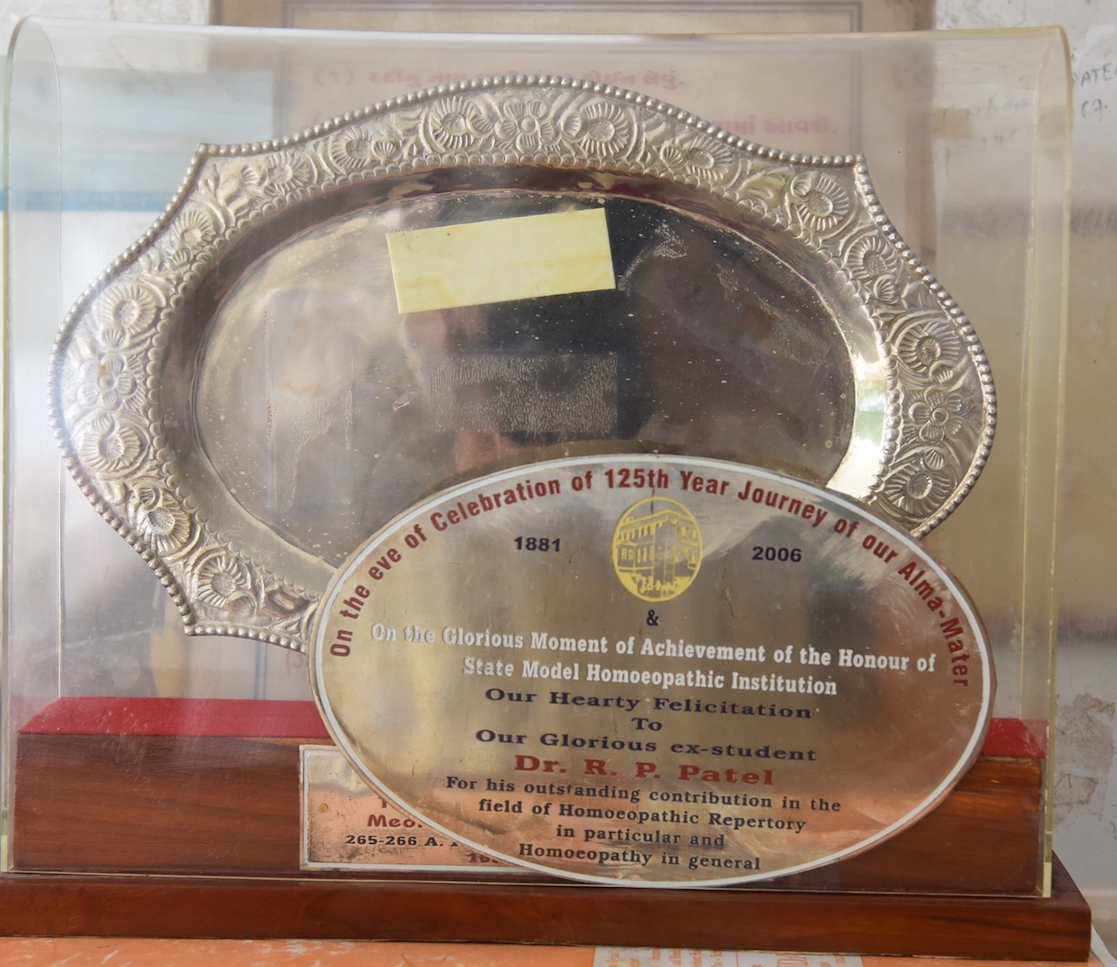 On the eve of Celebration of 125th Year Journey of our Alma-Mater
1881
2006
&
On the Glorious Moment of Achievement of the Honour of
State Model Homoeopathic Institution
Our Hearty Felicitation
To
Our Glorious ex-student
Dr. R. P. Patel
For his outstanding contribution in the
field of Homoeopathic Repertory
in particular and
Homoeopathy in general
265-266 A.